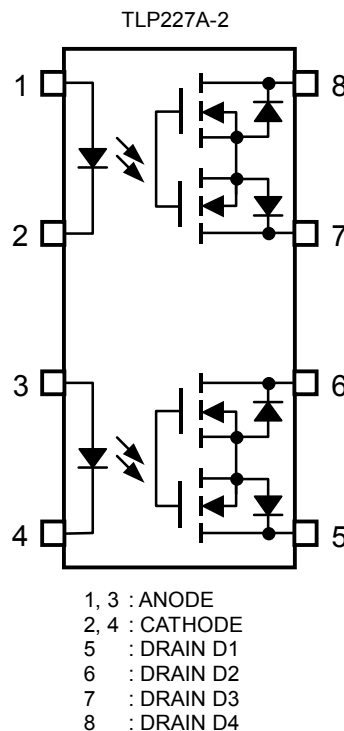 TLP227A-2
1
8
2
7
3
6
4
5
1, 3 : ANODE
2, 4 : CATHODE
5 : DRAIN D1
6 : DRAIN D2
7 : DRAIN D3
8 : DRAIN D4